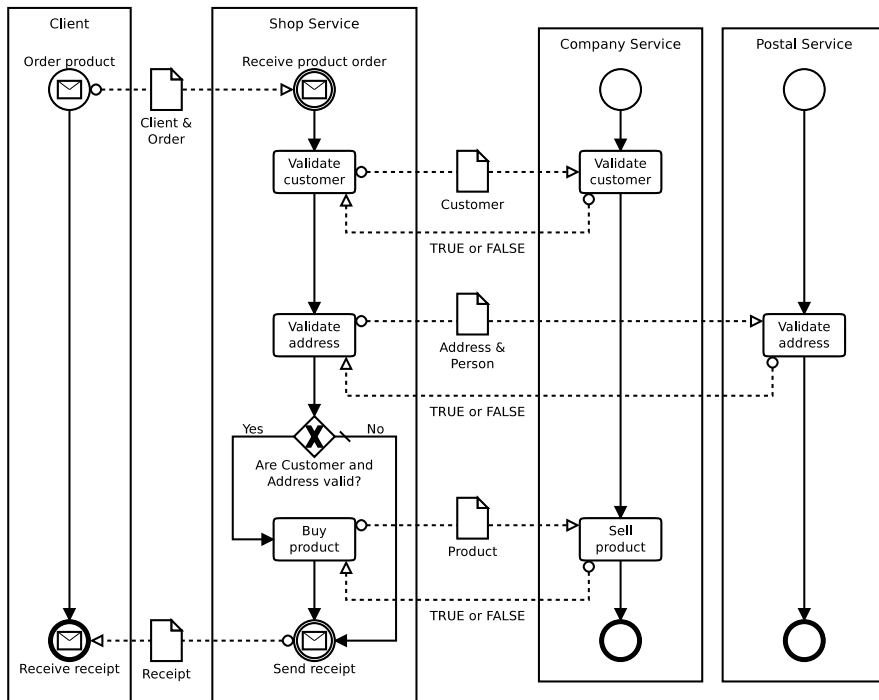 Client
Shop Service
Company Service
Postal Service
Order product
Receive product order
Client &
Order
Validate
customer
Customer
Validate
customer
TRUE or FALSE
Validate
address
Address &
Person
Validate
address
TRUE or FALSE
Yes
No
Are Customer and
Address valid?
Buy
product
Product
Sell
product
TRUE or FALSE
Receive receipt
Receipt
Send receipt